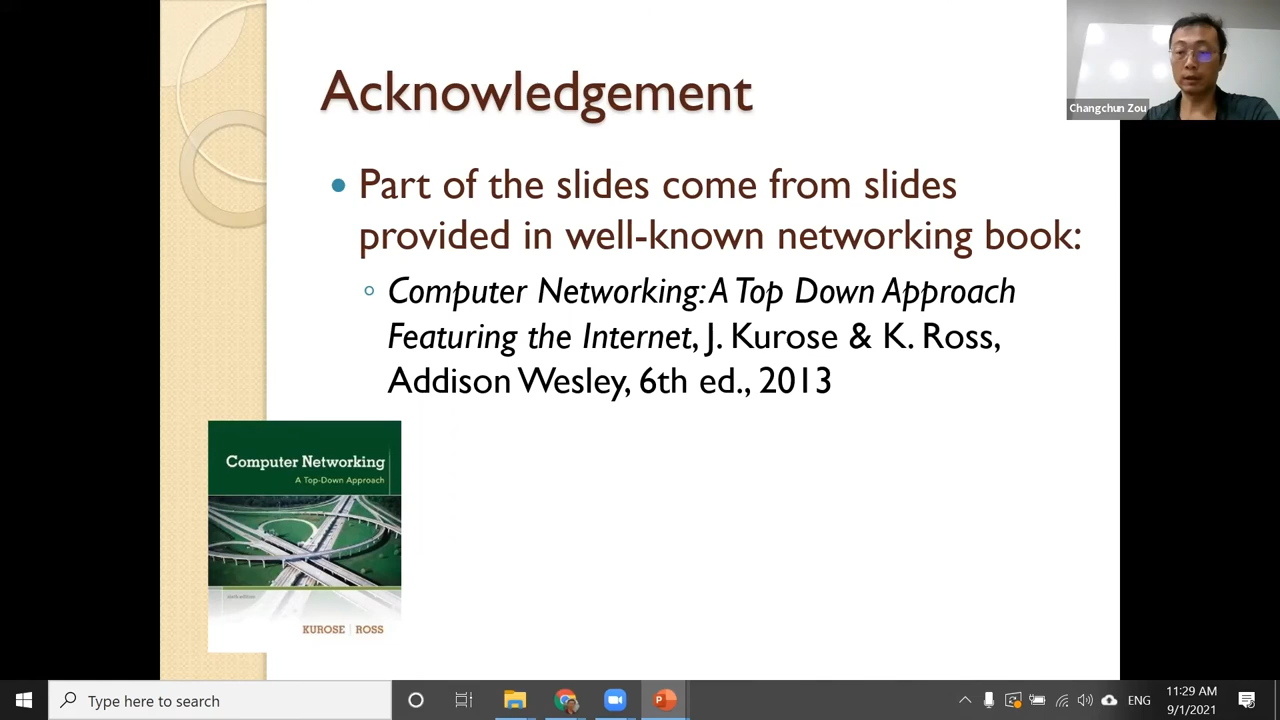 Acknowledgement
Changchun Zou
• Part of the slides come from slides
provided in well-known networking book:
◦ Computer Networking: A Top Down Approach
Featuring the Internet, J. Kurose & K. Ross,
Addison Wesley, 6th ed., 2013
Computer Networking
A Top-Down Approach
sixth edition
KUROSE | ROSS
Type here to search
ENG
11:29 AM
9/1/2021